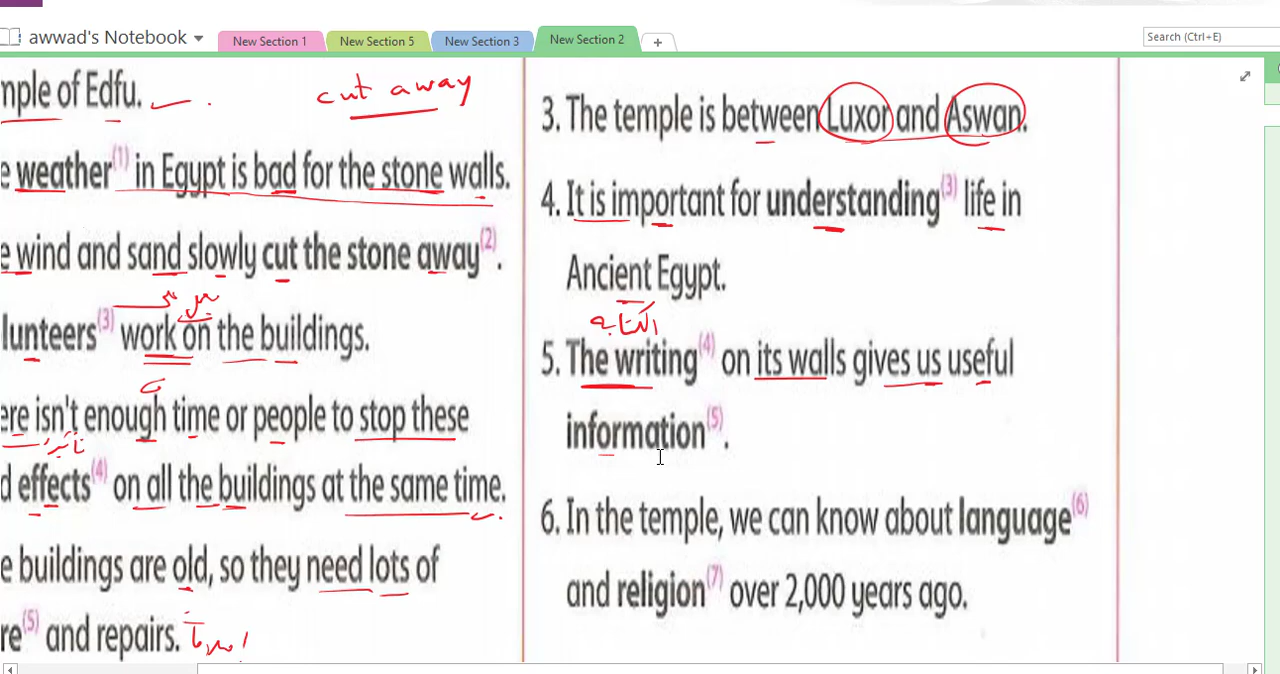 awwad's Notebook
New Section 1
New Section 5
New Section 3
New Section 2
+
Search (Ctrl+E)
mple of Edfu.
cut away
e weather(1) in Egypt is bad for the stone walls.
e wind and sand slowly cut the stone away(2).
lunteers(3) work on the buildings.
ere isn't enough time or people to stop these
d effects(4) on all the buildings at the same time.
e buildings are old, so they need lots of
re(5) and repairs.
3. The temple is between Luxor and Aswan.
4. It is important for understanding(3) life in
Ancient Egypt.
الكتابه
5. The writing(4) on its walls gives us useful
information(5).
6. In the temple, we can know about language(6)
and religion(7) over 2,000 years ago.